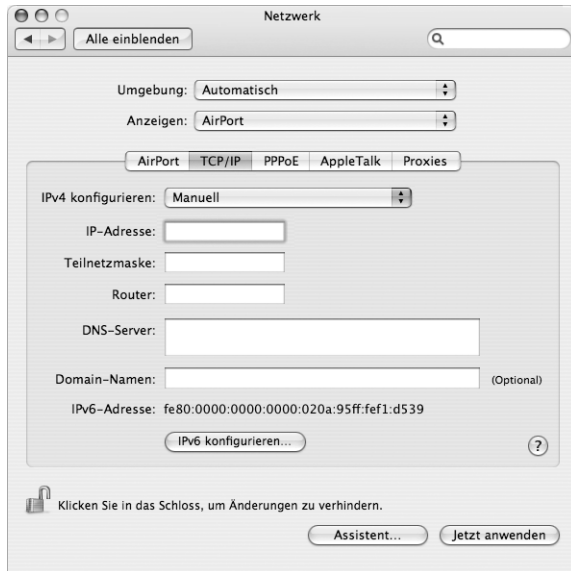 Netzwerk
Alle einblenden
Umgebung: Automatisch
Anzeigen: AirPort
AirPort TCP/IP PPPoE AppleTalk Proxies
IPv4 konfigurieren: Manuell
IP-Adresse:
Teilnetzmaske:
Router:
DNS-Server:
Domain-Namen: (Optional)
IPv6-Adresse: fe80:0000:0000:0000:020a:95ff:fef1:d539
IPv6 konfigurieren... ?
Klicken Sie in das Schloss, um Änderungen zu verhindern.
Assistent... Jetzt anwenden